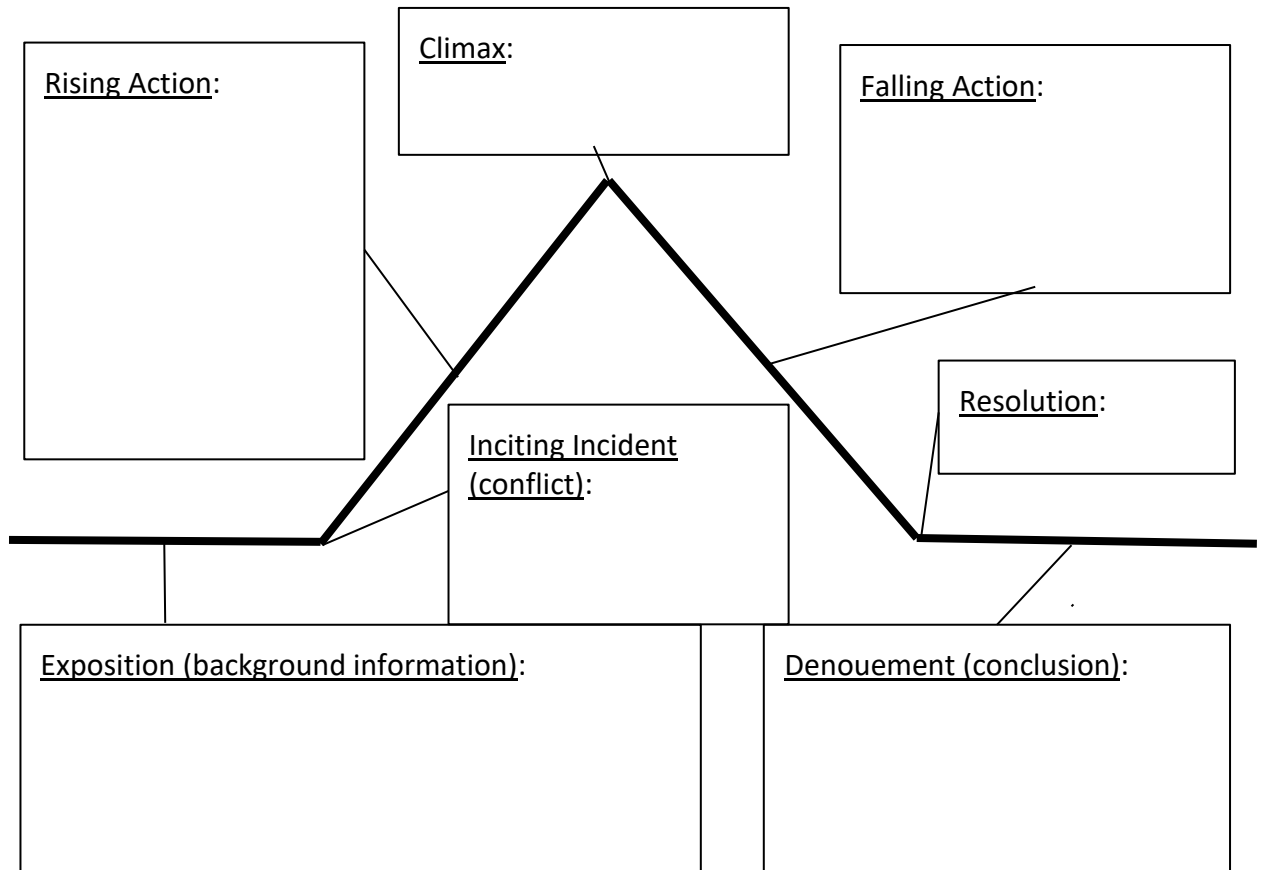 Climax:
Rising Action:
Falling Action:
Resolution:
Inciting Incident
(conflict):
Exposition (background information):
Denouement (conclusion):